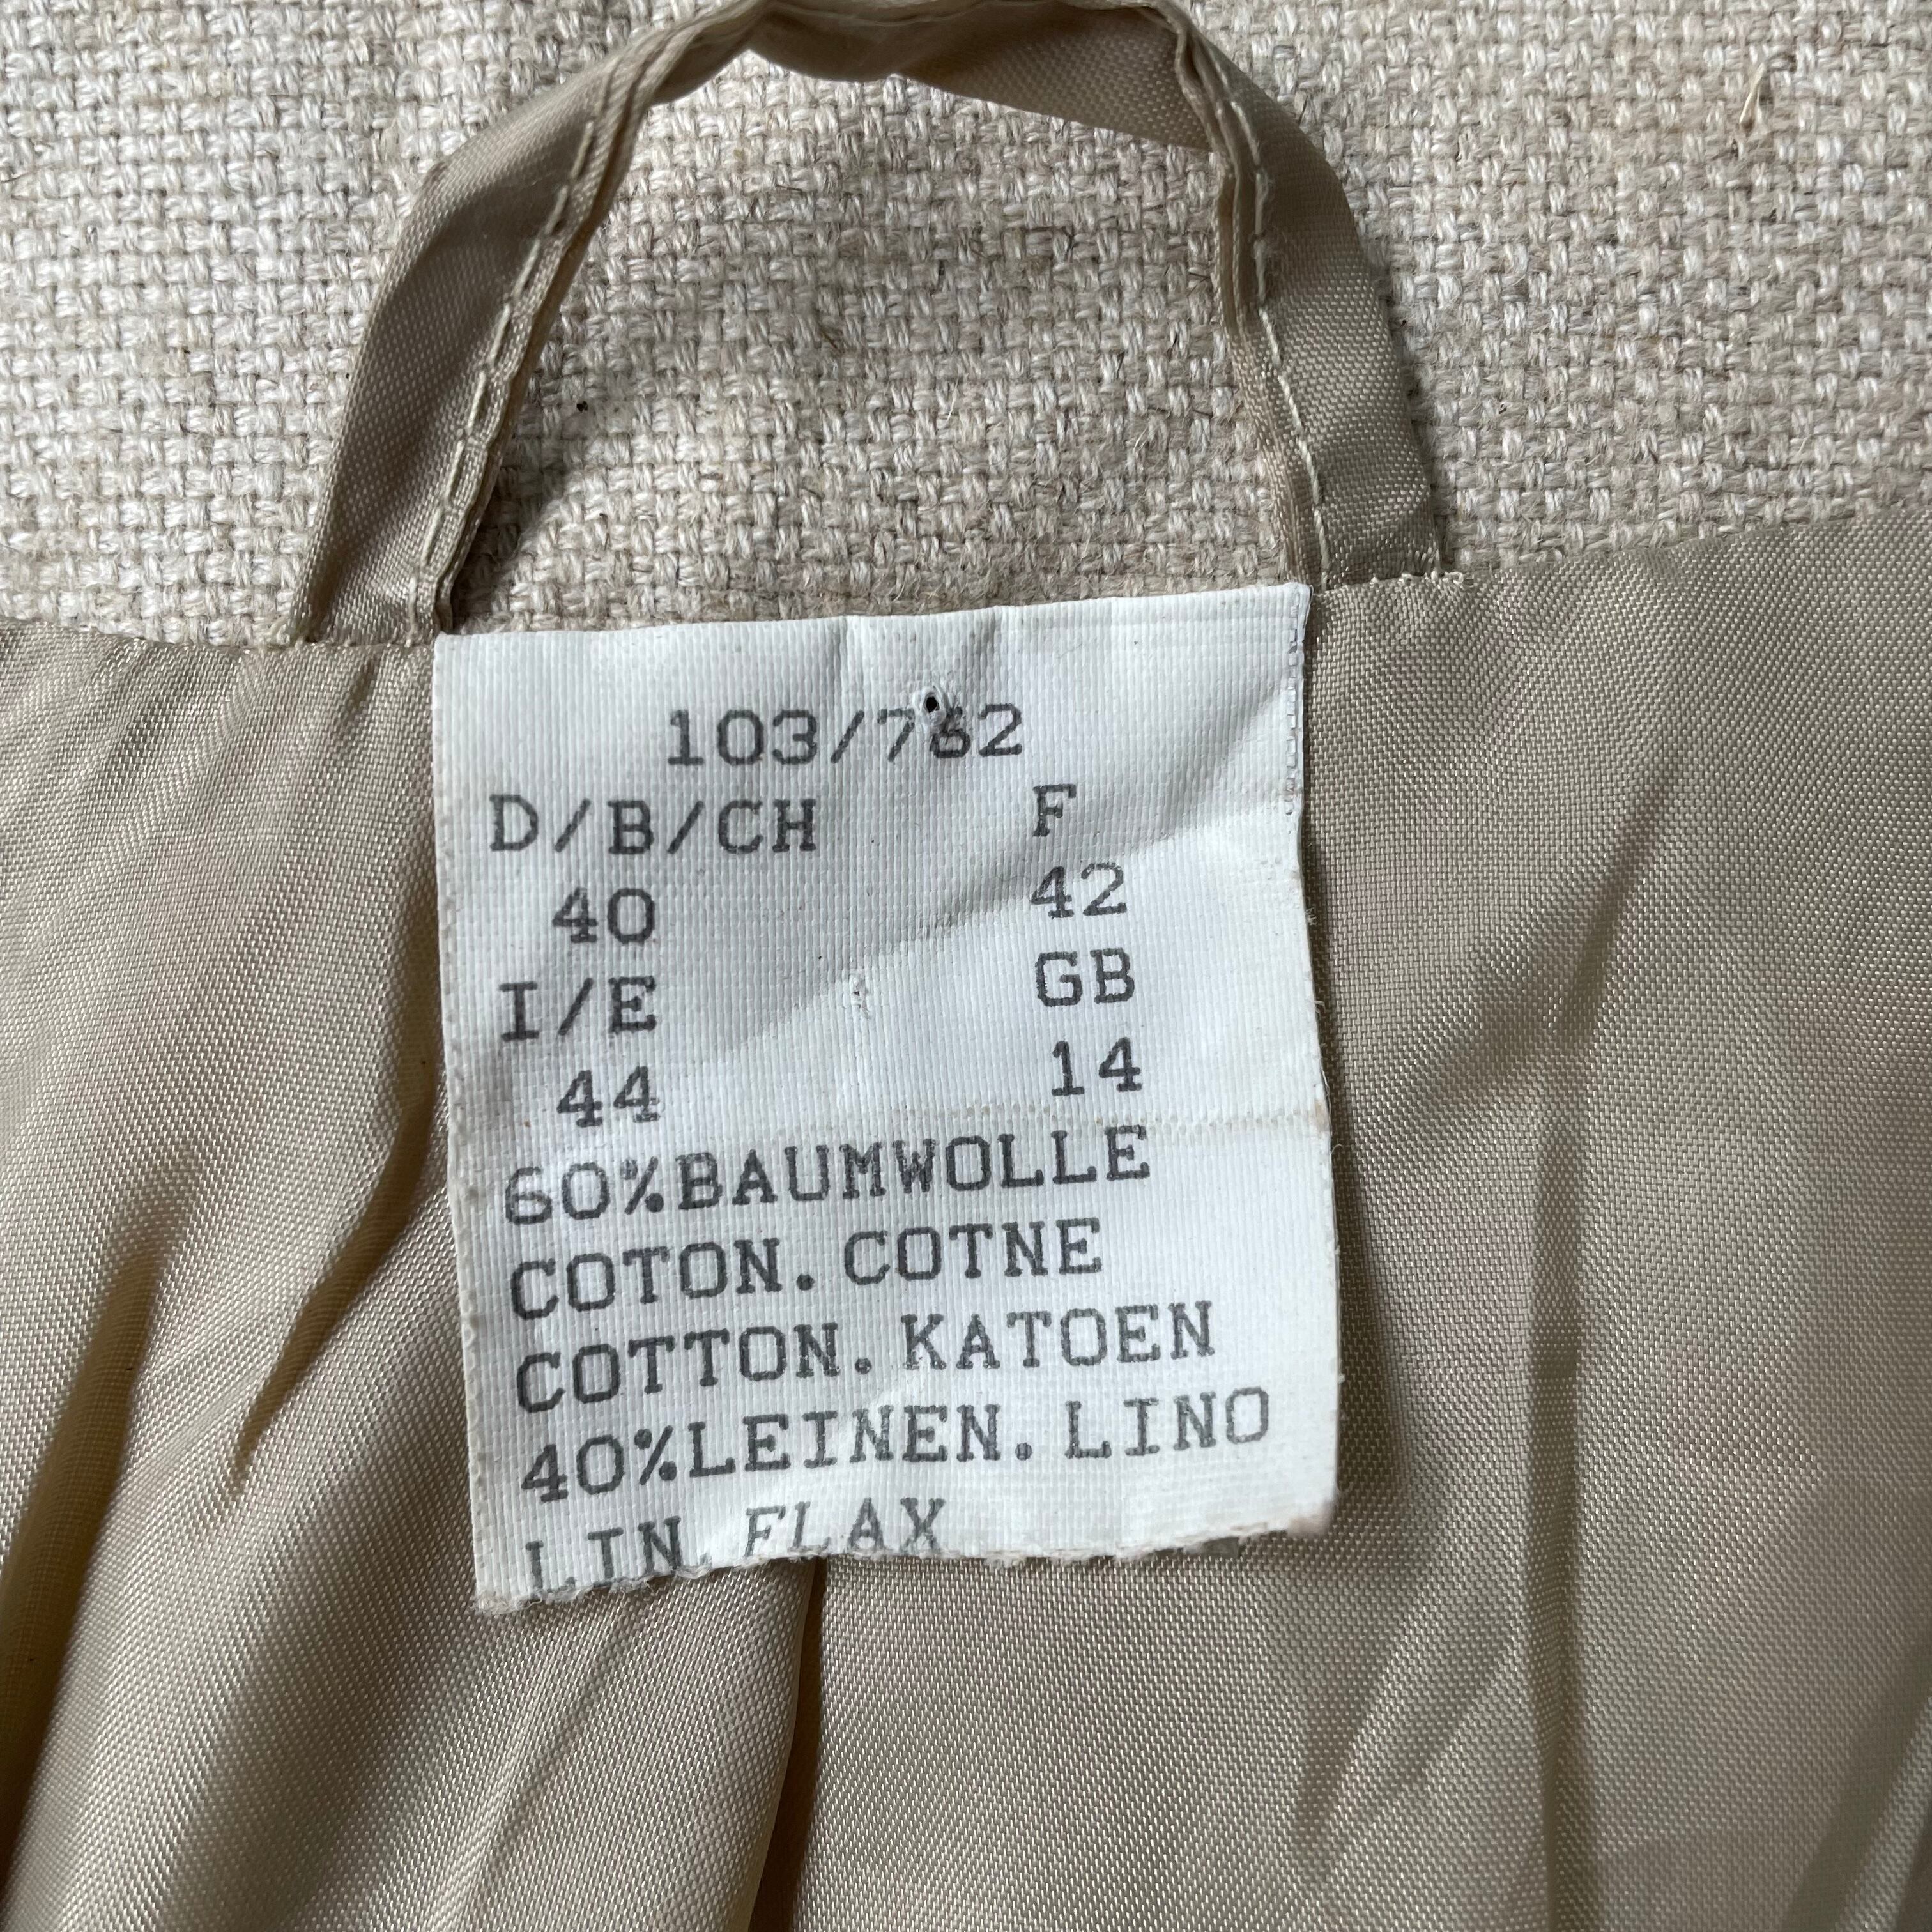 103/762
D/B/CH F
40 42
I/E GB
44 14
60%BAUMWOLLE
COTON.COTNE
COTTON.KATOEN
40%LEINEN.LINO
LIN.FLAX